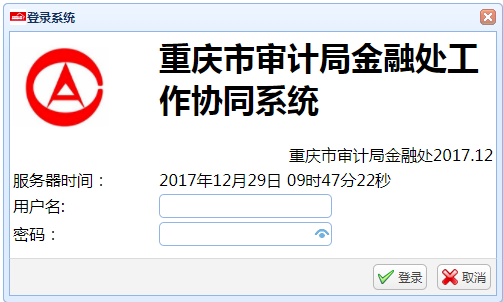 登录系统
重庆市审计局金融处工
作协同系统
重庆市审计局金融处2017.12
服务器时间： 2017年12月29日 09时47分22秒
用户名:
密码：
登录 取消